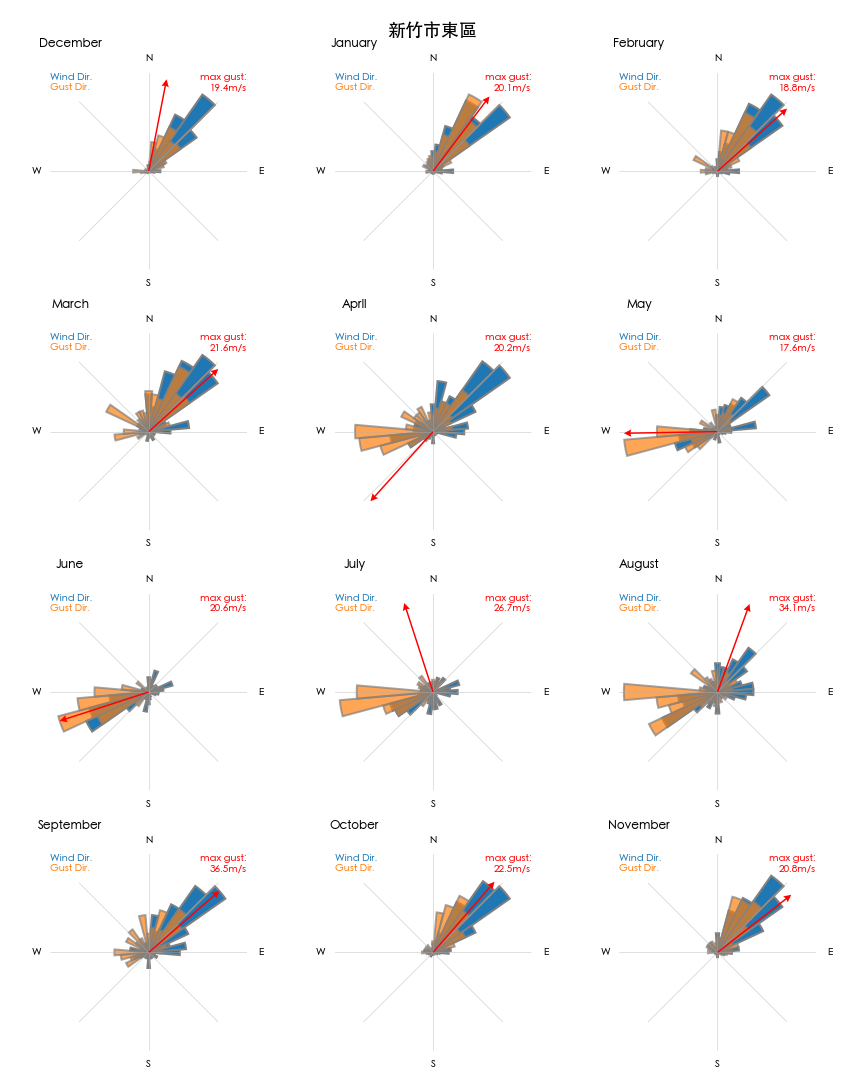 新竹市東區
December
N
Wind Dir.
Gust Dir.
max gust:
19.4m/s
W
E
S
January
N
Wind Dir.
Gust Dir.
max gust:
20.1m/s
W
E
S
February
N
Wind Dir.
Gust Dir.
max gust:
18.8m/s
W
E
S
March
N
Wind Dir.
Gust Dir.
max gust:
21.6m/s
W
E
S
April
N
Wind Dir.
Gust Dir.
max gust:
20.2m/s
W
E
S
May
N
Wind Dir.
Gust Dir.
max gust:
17.6m/s
W
E
S
June
N
Wind Dir.
Gust Dir.
max gust:
20.6m/s
W
E
S
July
N
Wind Dir.
Gust Dir.
max gust:
26.7m/s
W
E
S
August
N
Wind Dir.
Gust Dir.
max gust:
34.1m/s
W
E
S
September
N
Wind Dir.
Gust Dir.
max gust:
36.5m/s
W
E
S
October
N
Wind Dir.
Gust Dir.
max gust:
22.5m/s
W
E
S
November
N
Wind Dir.
Gust Dir.
max gust:
20.8m/s
W
E
S